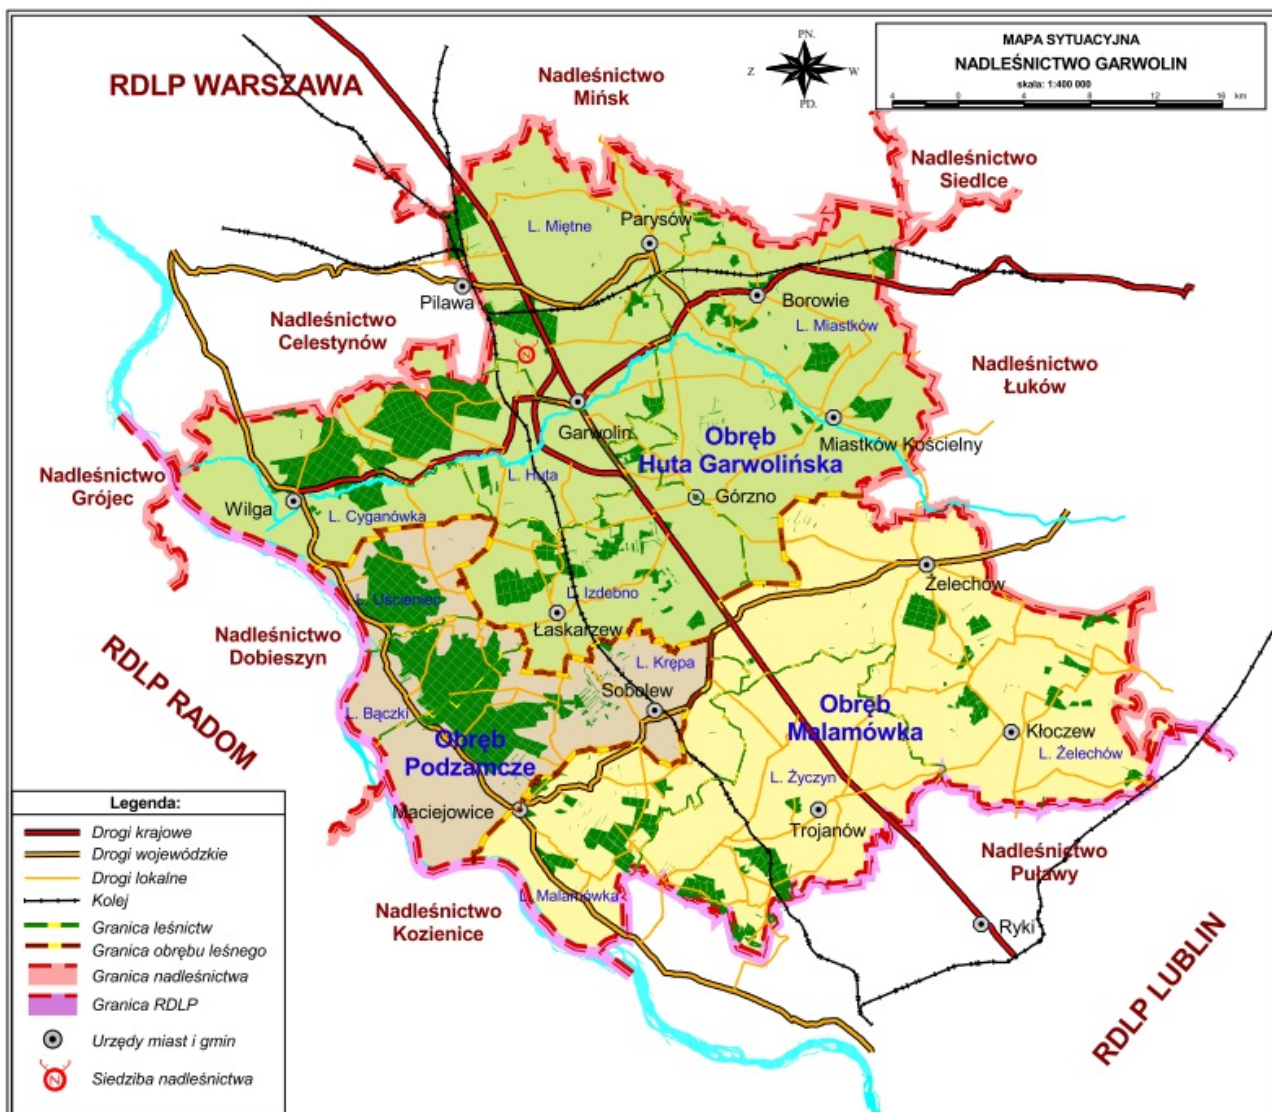 MAPA SYTUACYJNA
NADLEŚNICTWO GARWOLIN
skala: 1:400 000
4 0 4 8 12 16 km
PN.
Z W
PD.
RDLP WARSZAWA
Nadleśnictwo
Mińsk
Nadleśnictwo
Siedlce
L. Miętne
Parysów
Pilawa
Borowie
L. Miastków
Nadleśnictwo
Celestynów
Nadleśnictwo
Łuków
N
Garwolin
Miastków Kościelny
Obręb
Huta Garwolińska
Nadleśnictwo
Grójec
L. Huta
Górzno
Wilga
L. Cyganówka
Żelechów
L. Uścieniec
L. Izdebno
Łaskarzew
Nadleśnictwo
Dobieszyn
RDLP RADOM
L. Krępa
Sobolew
L. Bączki
Obręb
Podzamcze
Obręb
Malamówka
Kłoczew
L. Żelechów
L. Życzyn
Maciejowice
Trojanów
Nadleśnictwo
Puławy
L. Malamówka
Nadleśnictwo
Kozienice
Ryki
RDLP LUBLIN
Legenda:
Drogi krajowe
Drogi wojewódzkie
Drogi lokalne
Kolej
Granica leśnictw
Granica obrębu leśnego
Granica nadleśnictwa
Granica RDLP
Urzędy miast i gmin
N Siedziba nadleśnictwa